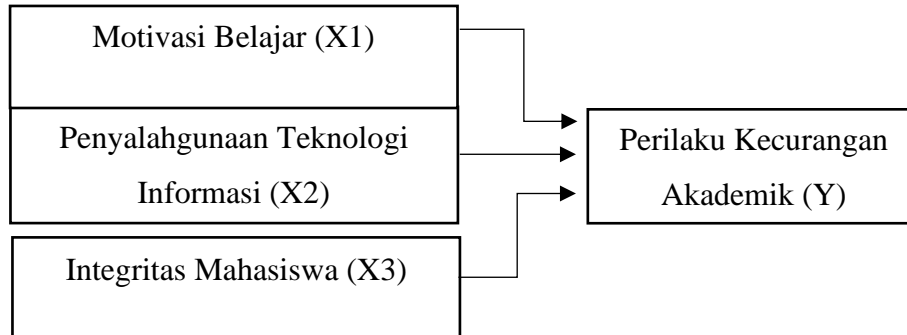 Motivasi Belajar (X1)
Penyalahgunaan Teknologi
Informasi (X2)
Integritas Mahasiswa (X3)
Perilaku Kecurangan
Akademik (Y)